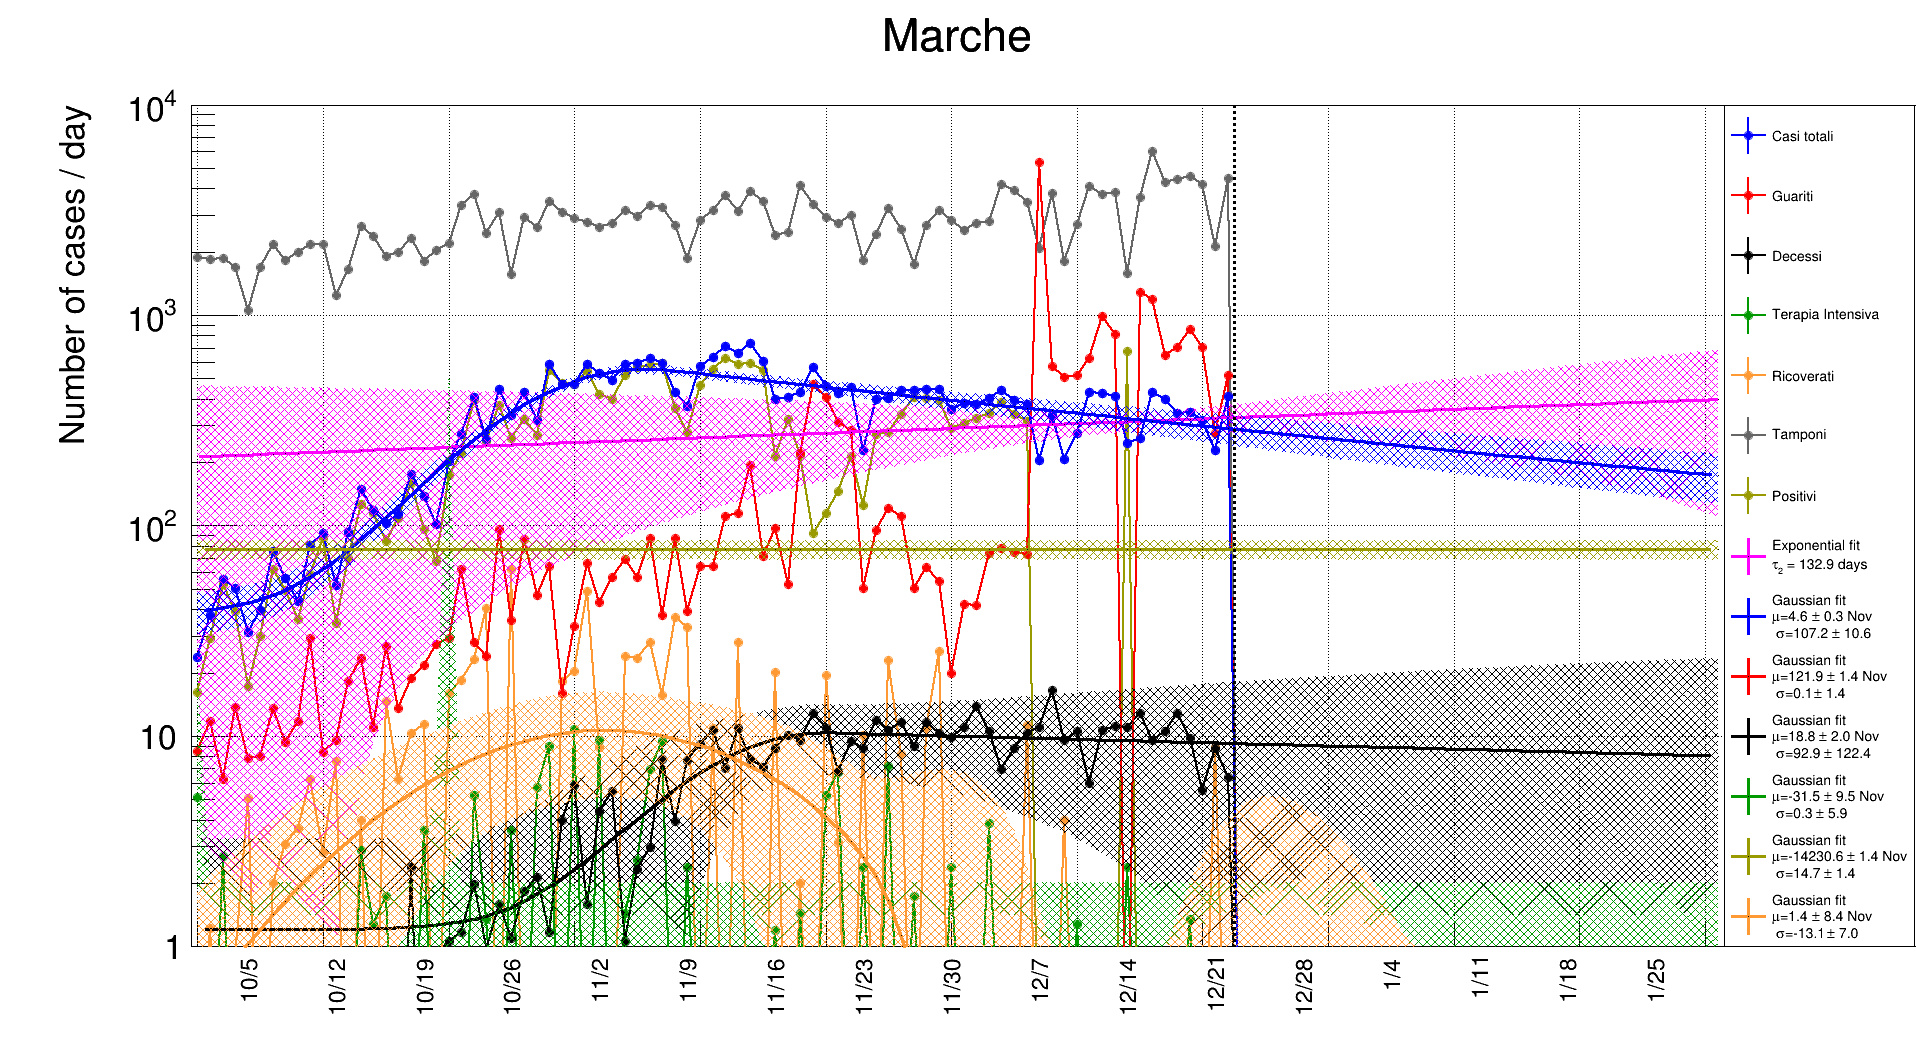 Marche
Number of cases / day
10⁴
10³
10²
10
1
10/5
10/12
10/19
10/26
11/2
11/9
11/16
11/23
11/30
12/7
12/14
12/21
12/28
1/4
1/11
1/18
1/25
Casi totali
Guariti
Decessi
Terapia Intensiva
Ricoverati
Tamponi
Positivi
Exponential fit
τ₂ = 132.9 days
Gaussian fit
μ=4.6 ± 0.3 Nov
σ=107.2 ± 10.6
Gaussian fit
μ=121.9 ± 1.4 Nov
σ=0.1 ± 1.4
Gaussian fit
μ=18.8 ± 2.0 Nov
σ=92.9 ± 122.4
Gaussian fit
μ=-31.5 ± 9.5 Nov
σ=0.3 ± 5.9
Gaussian fit
μ=-14230.6 ± 1.4 Nov
σ=14.7 ± 1.4
Gaussian fit
μ=1.4 ± 8.4 Nov
σ=-13.1 ± 7.0